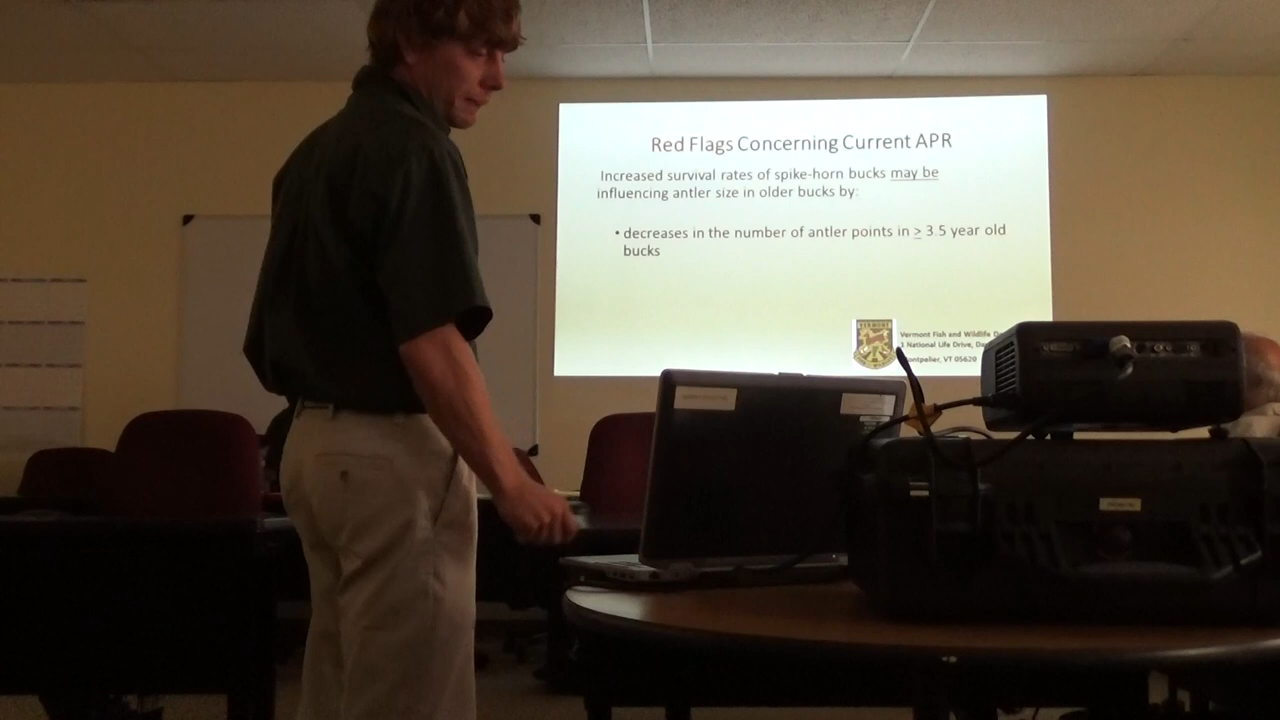 Red Flags Concerning Current APR
Increased survival rates of spike-horn bucks may be
influencing antler size in older bucks by:
• decreases in the number of antler points in ≥ 3.5 year old
bucks
VERMONT
Vermont Fish and Wildlife
1 National Life Drive,
Montpelier, VT 05620